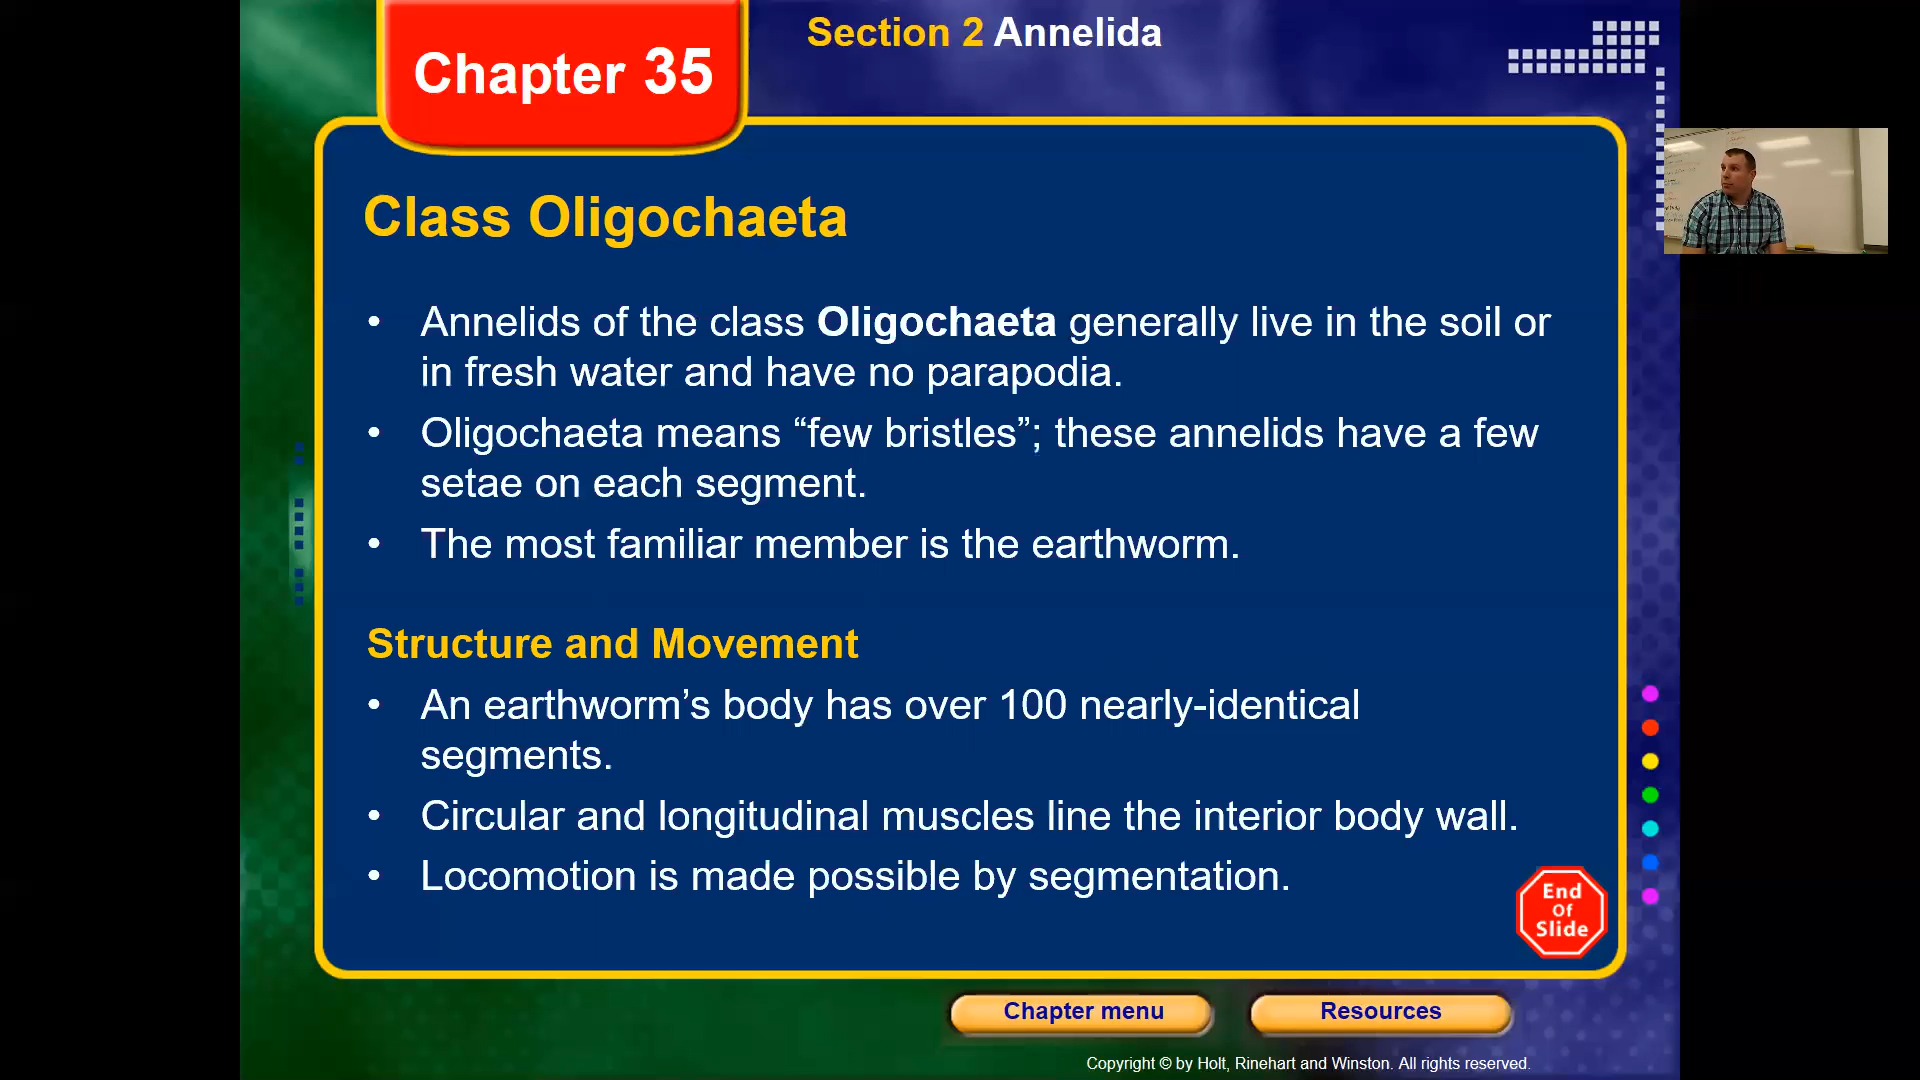 Chapter 35
Section 2 Annelida
Class Oligochaeta
• Annelids of the class Oligochaeta generally live in the soil or
in fresh water and have no parapodia.
• Oligochaeta means “few bristles”; these annelids have a few
setae on each segment.
• The most familiar member is the earthworm.
Structure and Movement
• An earthworm’s body has over 100 nearly-identical
segments.
• Circular and longitudinal muscles line the interior body wall.
• Locomotion is made possible by segmentation.
End
Of
Slide
Chapter menu
Resources
Copyright © by Holt, Rinehart and Winston. All rights reserved.